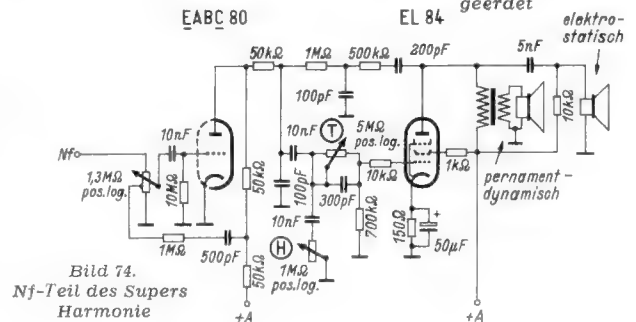 geerdet
EABC 80
EL 84
elektro-
statisch
50kΩ
1MΩ
500kΩ
200pF
5nF
100pF
10nF
T
5MΩ
pos.log.
10kΩ
1kΩ
10kΩ
pernament-
dynamisch
Nf
10nF
1,3MΩ
pos.log.
10MΩ
50kΩ
100pF
300pF
10nF
700kΩ
150Ω
+
50µF
1MΩ
500pF
H
1MΩ
pos.log.
50kΩ
+A
+A
Bild 74.
Nf-Teil des Supers
Harmonie